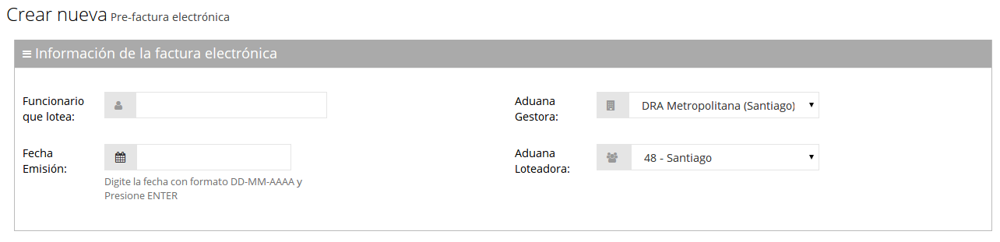 Crear nueva Pre-factura electrónica
Información de la factura electrónica
Funcionario
que lotea:
Aduana
Gestora:
DRA Metropolitana (Santiago)
Fecha
Emisión:
Digite la fecha con formato DD-MM-AAAA y
Presione ENTER
Aduana
Loteadora:
48 - Santiago